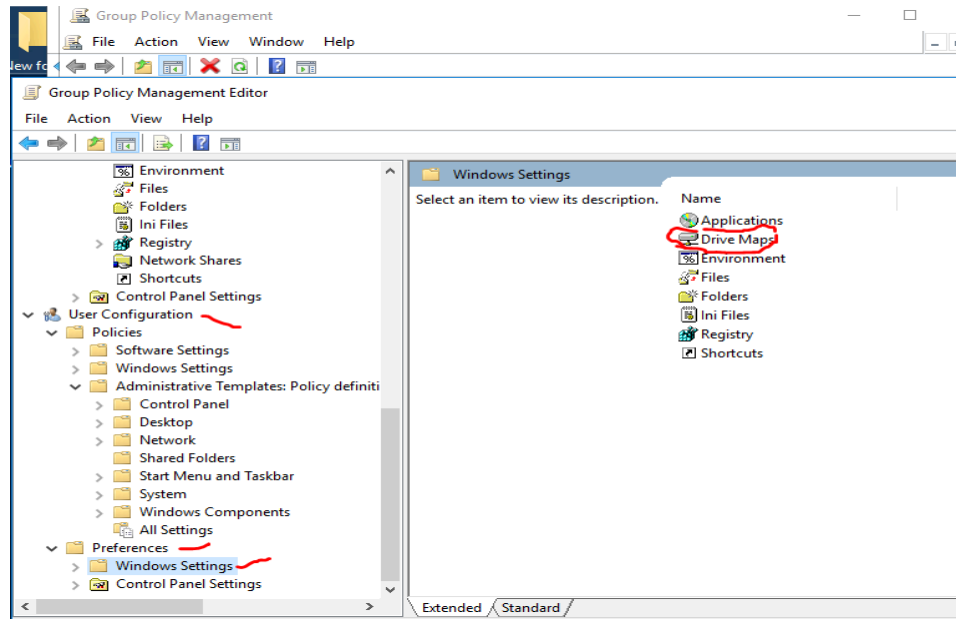 Group Policy Management
File Action View Window Help
Group Policy Management Editor
File Action View Help
Environment
Files
Folders
Ini Files
Registry
Network Shares
Shortcuts
Control Panel Settings
User Configuration
Policies
Software Settings
Windows Settings
Administrative Templates: Policy definiti
Control Panel
Desktop
Network
Shared Folders
Start Menu and Taskbar
System
Windows Components
All Settings
Preferences
Windows Settings
Control Panel Settings
Windows Settings
Select an item to view its description.
Name
Applications
Drive Maps
Environment
Files
Folders
Ini Files
Registry
Shortcuts
Extended Standard